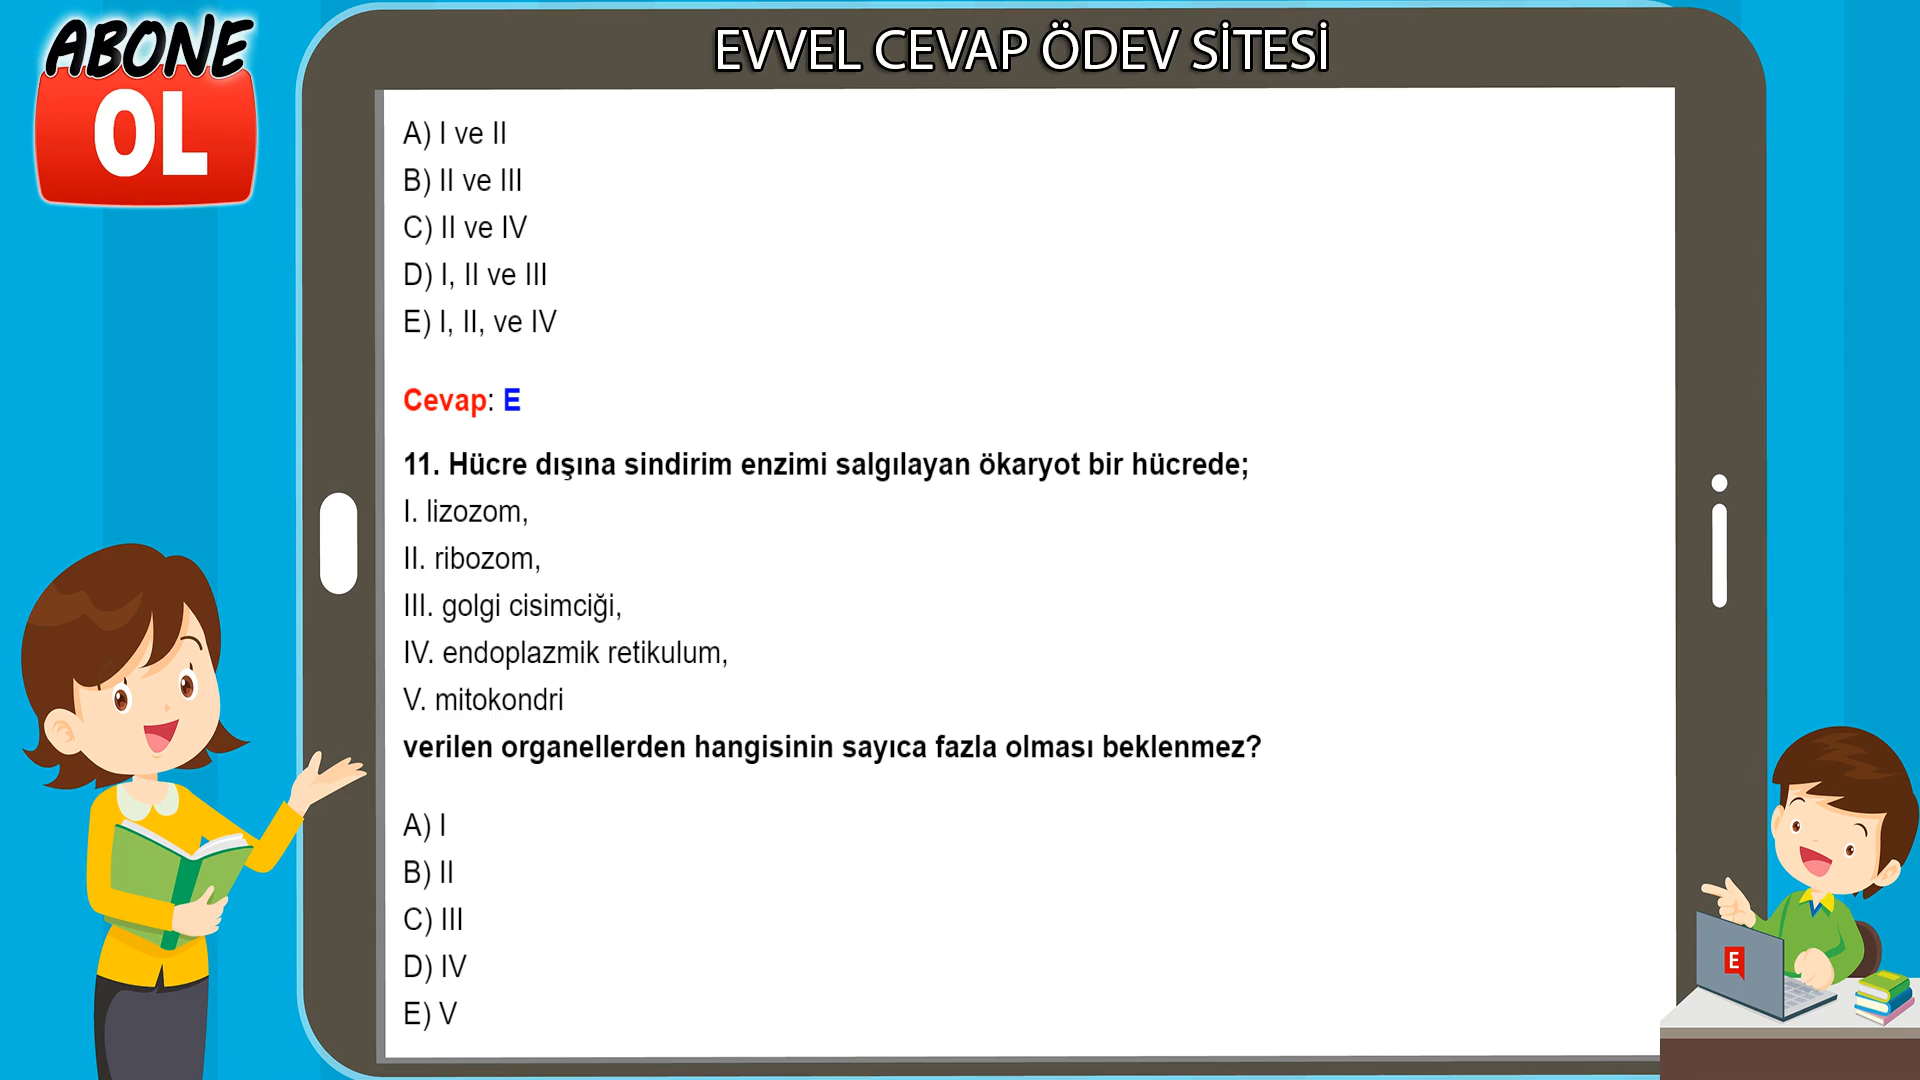 ABONE
OL
EVVEL CEVAP ÖDEV SİTESİ
A) I ve II
B) II ve III
C) II ve IV
D) I, II ve III
E) I, II, ve IV
Cevap: E
11. Hücre dışına sindirim enzimi salgılayan ökaryot bir hücrede;
I. lizozom,
II. ribozom,
III. golgi cisimciği,
IV. endoplazmik retikulum,
V. mitokondri
verilen organellerden hangisinin sayıca fazla olması beklenmez?
A) I
B) II
C) III
D) IV
E) V
E